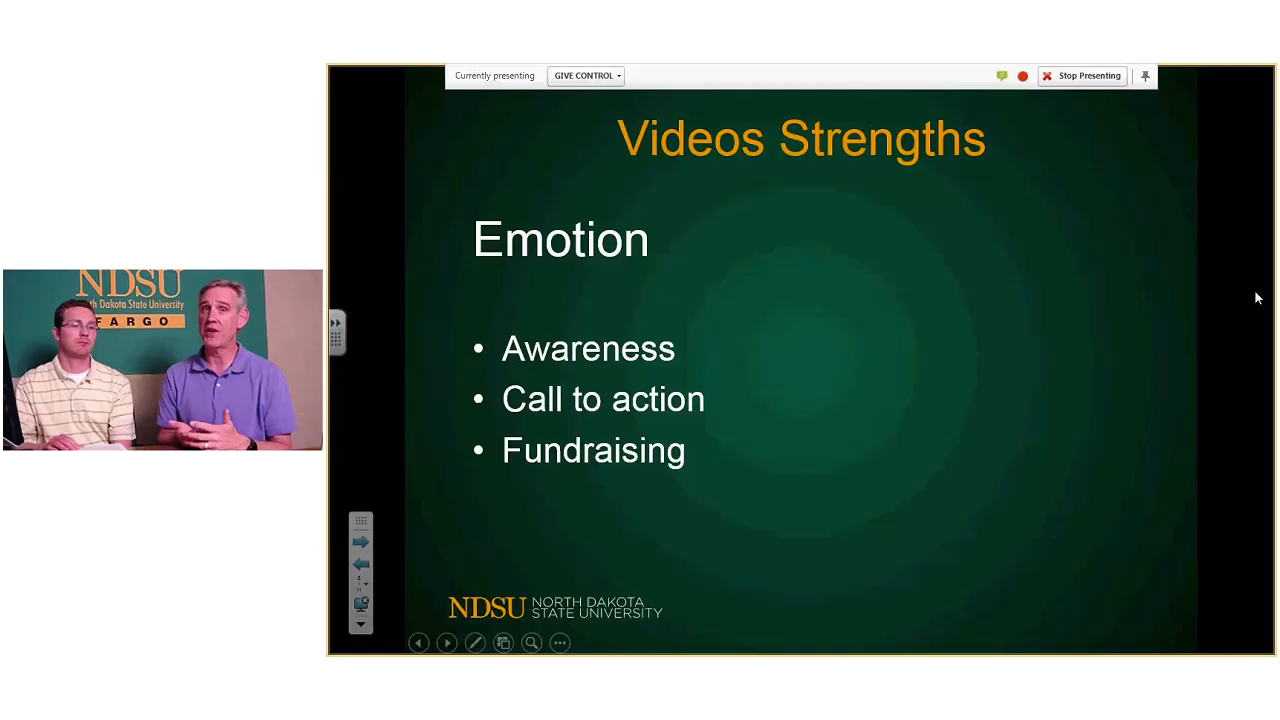 Currently presenting
GIVE CONTROL
Stop Presenting
Videos Strengths
Emotion
• Awareness
• Call to action
• Fundraising
NDSU
North Dakota State University
FARGO
NDSU NORTH DAKOTA
STATE UNIVERSITY